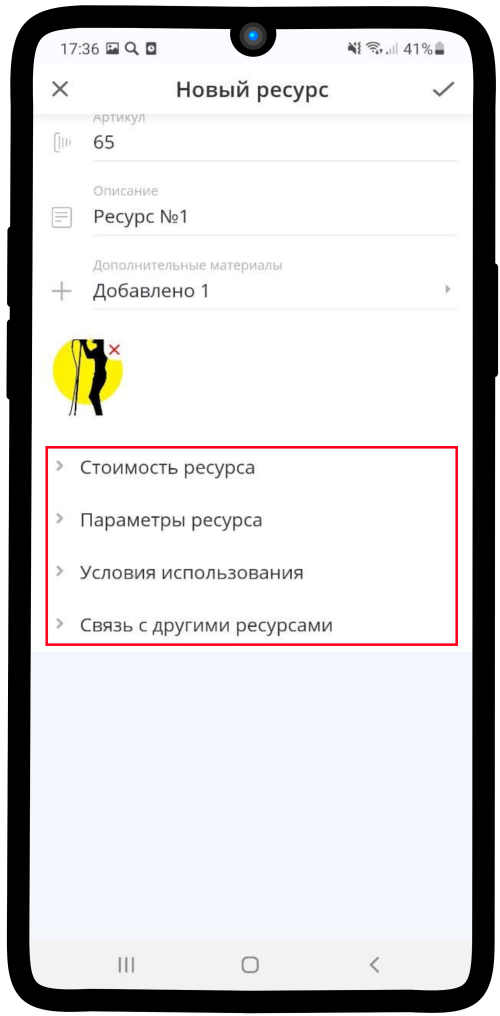 17:36 41%
Новый ресурс
Артикул
65
Описание
Ресурс №1
Дополнительные материалы
Добавлено 1
Стоимость ресурса
Параметры ресурса
Условия использования
Связь с другими ресурсами